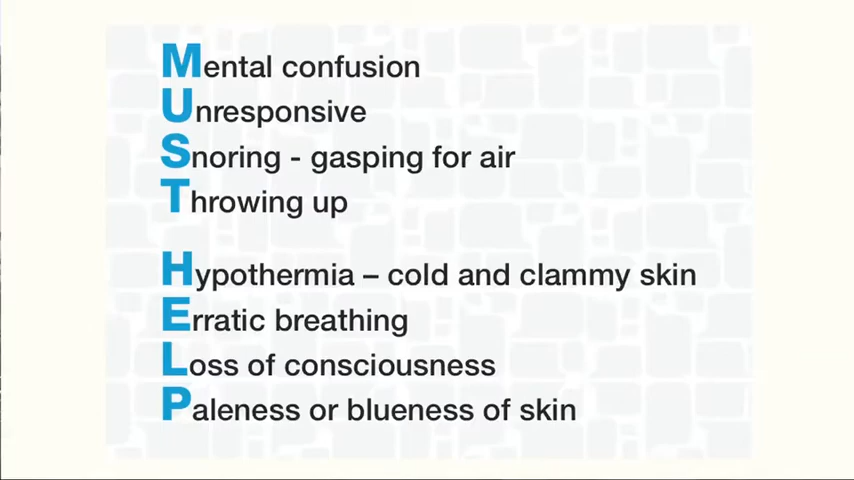 Mental confusion
Unresponsive
Snoring - gasping for air
Throwing up
Hypothermia – cold and clammy skin
Erratic breathing
Loss of consciousness
Paleness or blueness of skin